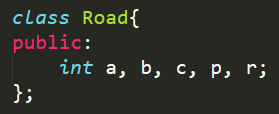 class Road{
public:
    int a, b, c, p, r;
};